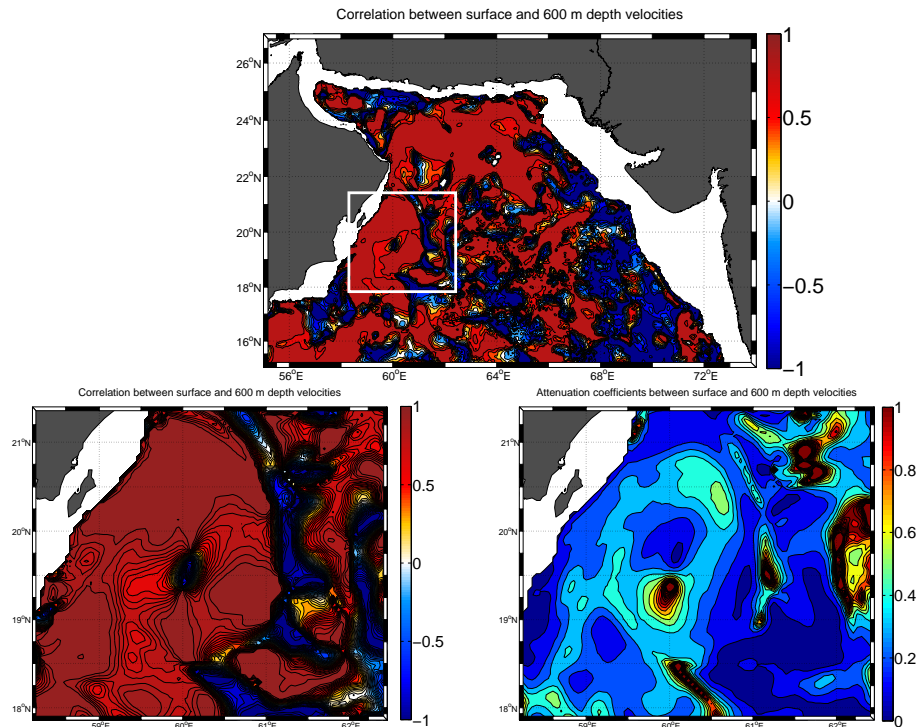 Correlation between surface and 600 m depth velocities
26°N
24°N
22°N
20°N
18°N
16°N
56°E 60°E 64°E 68°E 72°E
1
0.5
0
−0.5
−1
Correlation between surface and 600 m depth velocities
21°N
20°N
19°N
18°N
59°E 60°E 61°E 62°E
1
0.5
0
−0.5
−1
Attenuation coefficients between surface and 600 m depth velocities
21°N
20°N
19°N
18°N
59°E 60°E 61°E 62°E
1
0.8
0.6
0.4
0.2
0